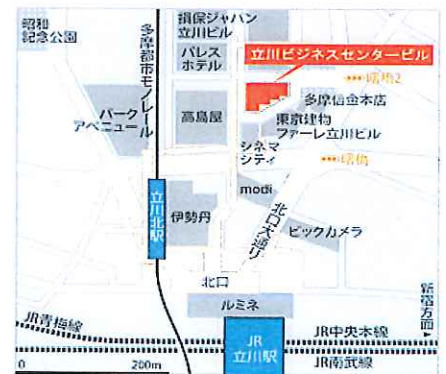 昭和
記念公園
多摩都市モノレール
損保ジャパン
立川ビル
パレス
ホテル
立川ビジネスセンタービル
曙橋2
パーク
アベニュー
高島屋
多摩信金本店
東京建物
ファーレ立川ビル
シネマ
シティ
曙橋
modi
立川北駅
伊勢丹
北口大通り
ビックカメラ
北口
ルミネ
新宿方面
JR青梅線
JR
立川駅
JR中央本線
JR南武線
0
200m